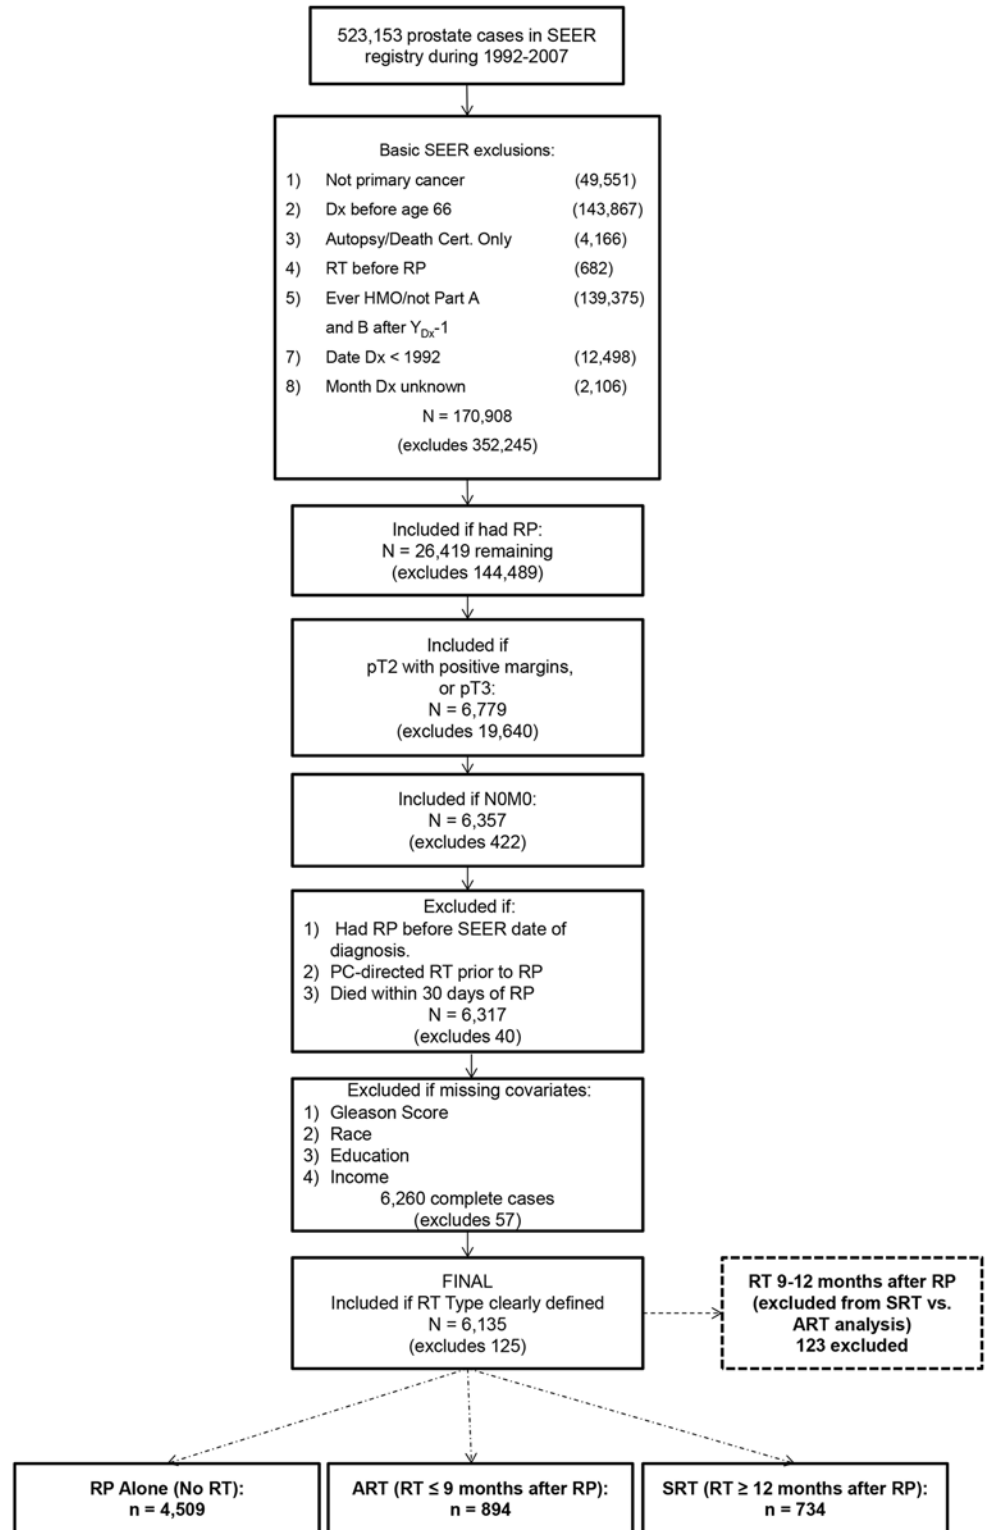 523,153 prostate cases in SEER
registry during 1992-2007
Basic SEER exclusions:
1) Not primary cancer (49,551)
2) Dx before age 66 (143,867)
3) Autopsy/Death Cert. Only (4,166)
4) RT before RP (682)
5) Ever HMO/not Part A (139,375)
and B after YDx-1
7) Date Dx < 1992 (12,498)
8) Month Dx unknown (2,106)
N = 170,908
(excludes 352,245)
Included if had RP:
N = 26,419 remaining
(excludes 144,489)
Included if
pT2 with positive margins,
or pT3:
N = 6,779
(excludes 19,640)
Included if N0M0:
N = 6,357
(excludes 422)
Excluded if:
1) Had RP before SEER date of
diagnosis.
2) PC-directed RT prior to RP
3) Died within 30 days of RP
N = 6,317
(excludes 40)
Excluded if missing covariates:
1) Gleason Score
2) Race
3) Education
4) Income
6,260 complete cases
(excludes 57)
FINAL
Included if RT Type clearly defined
N = 6,135
(excludes 125)
RT 9-12 months after RP
(excluded from SRT vs.
ART analysis)
123 excluded
RP Alone (No RT):
n = 4,509
ART (RT ≤ 9 months after RP):
n = 894
SRT (RT ≥ 12 months after RP):
n = 734